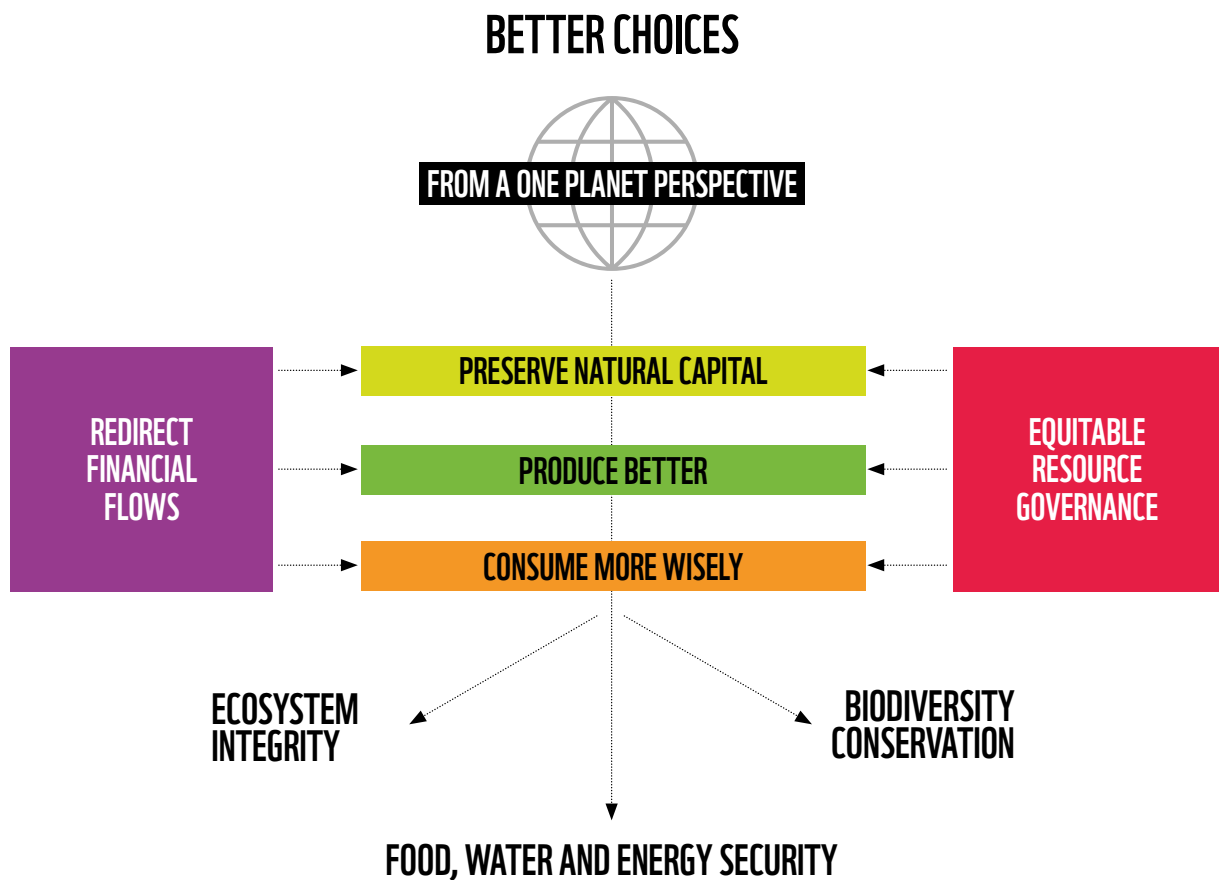 BETTER CHOICES
FROM A ONE PLANET PERSPECTIVE
PRESERVE NATURAL CAPITAL
REDIRECT
FINANCIAL
FLOWS
PRODUCE BETTER
EQUITABLE
RESOURCE
GOVERNANCE
CONSUME MORE WISELY
ECOSYSTEM
INTEGRITY
BIODIVERSITY
CONSERVATION
FOOD, WATER AND ENERGY SECURITY